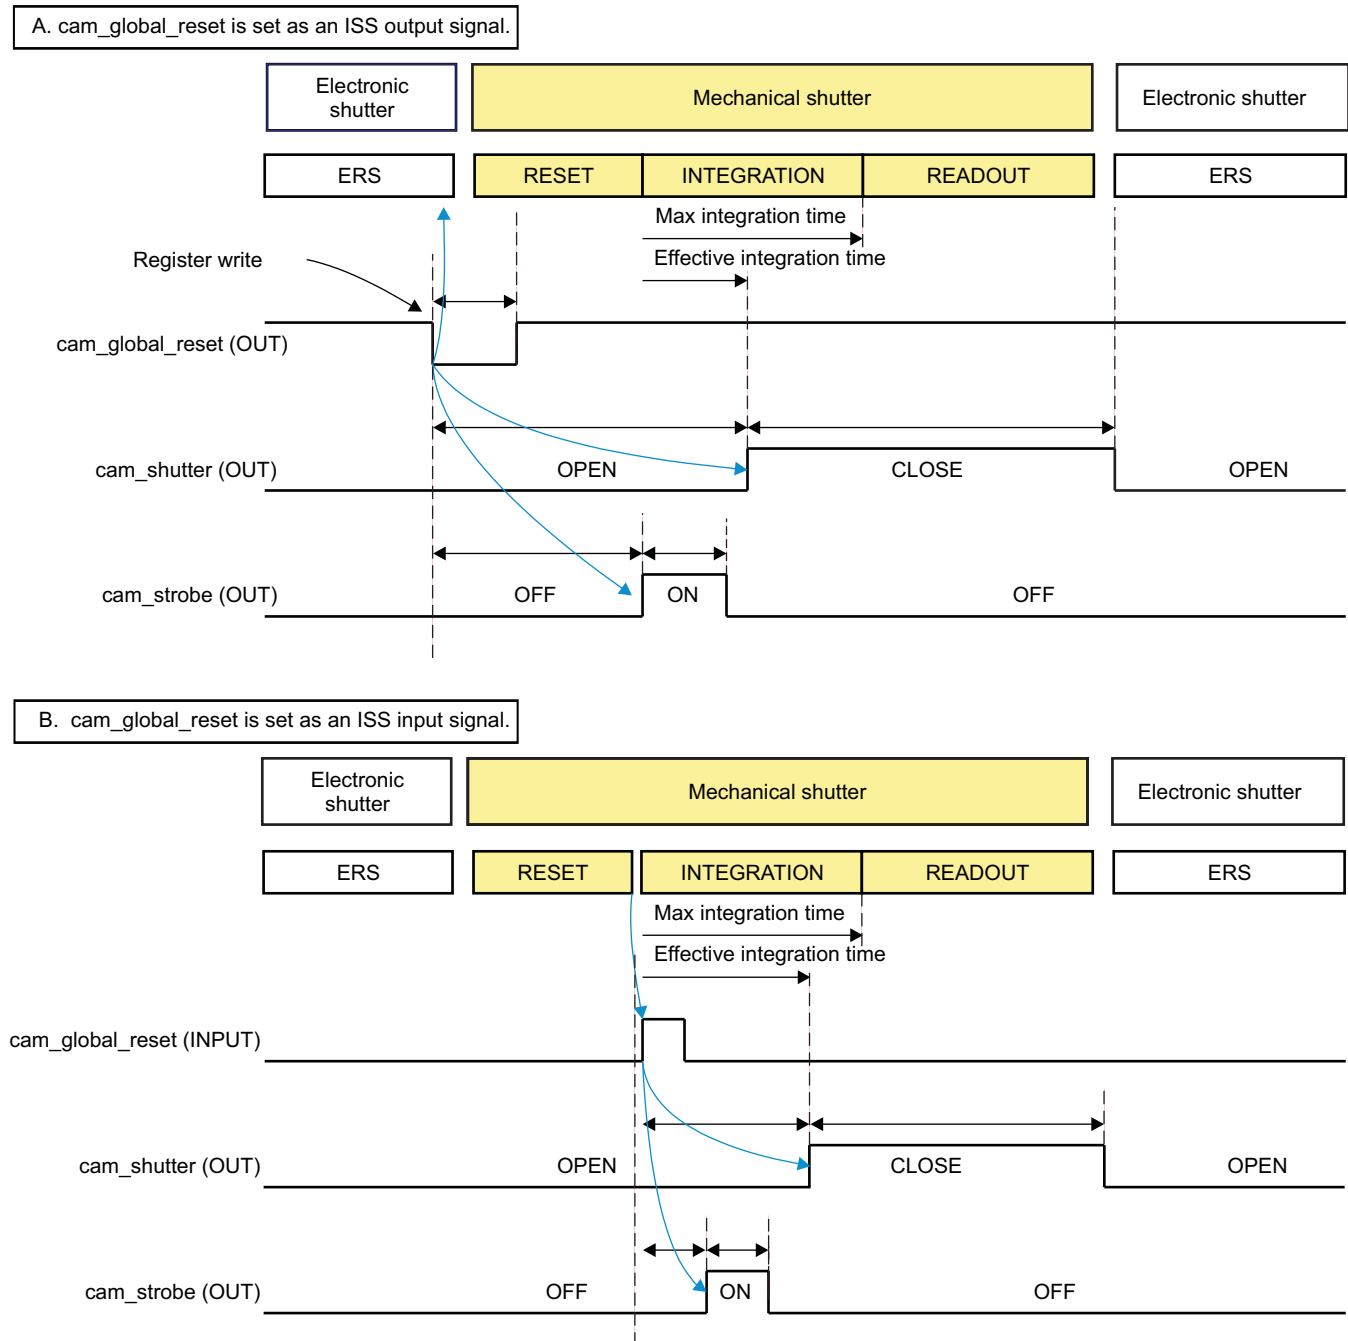 A. cam_global_reset is set as an ISS output signal.
Electronic
shutter
Mechanical shutter
Electronic shutter
ERS
RESET
INTEGRATION
READOUT
ERS
Max integration time
Effective integration time
Register write
cam_global_reset (OUT)
cam_shutter (OUT)
OPEN
CLOSE
OPEN
cam_strobe (OUT)
OFF
ON
OFF
B. cam_global_reset is set as an ISS input signal.
Electronic
shutter
Mechanical shutter
Electronic shutter
ERS
RESET
INTEGRATION
READOUT
ERS
Max integration time
Effective integration time
cam_global_reset (INPUT)
cam_shutter (OUT)
OPEN
CLOSE
OPEN
cam_strobe (OUT)
OFF
ON
OFF